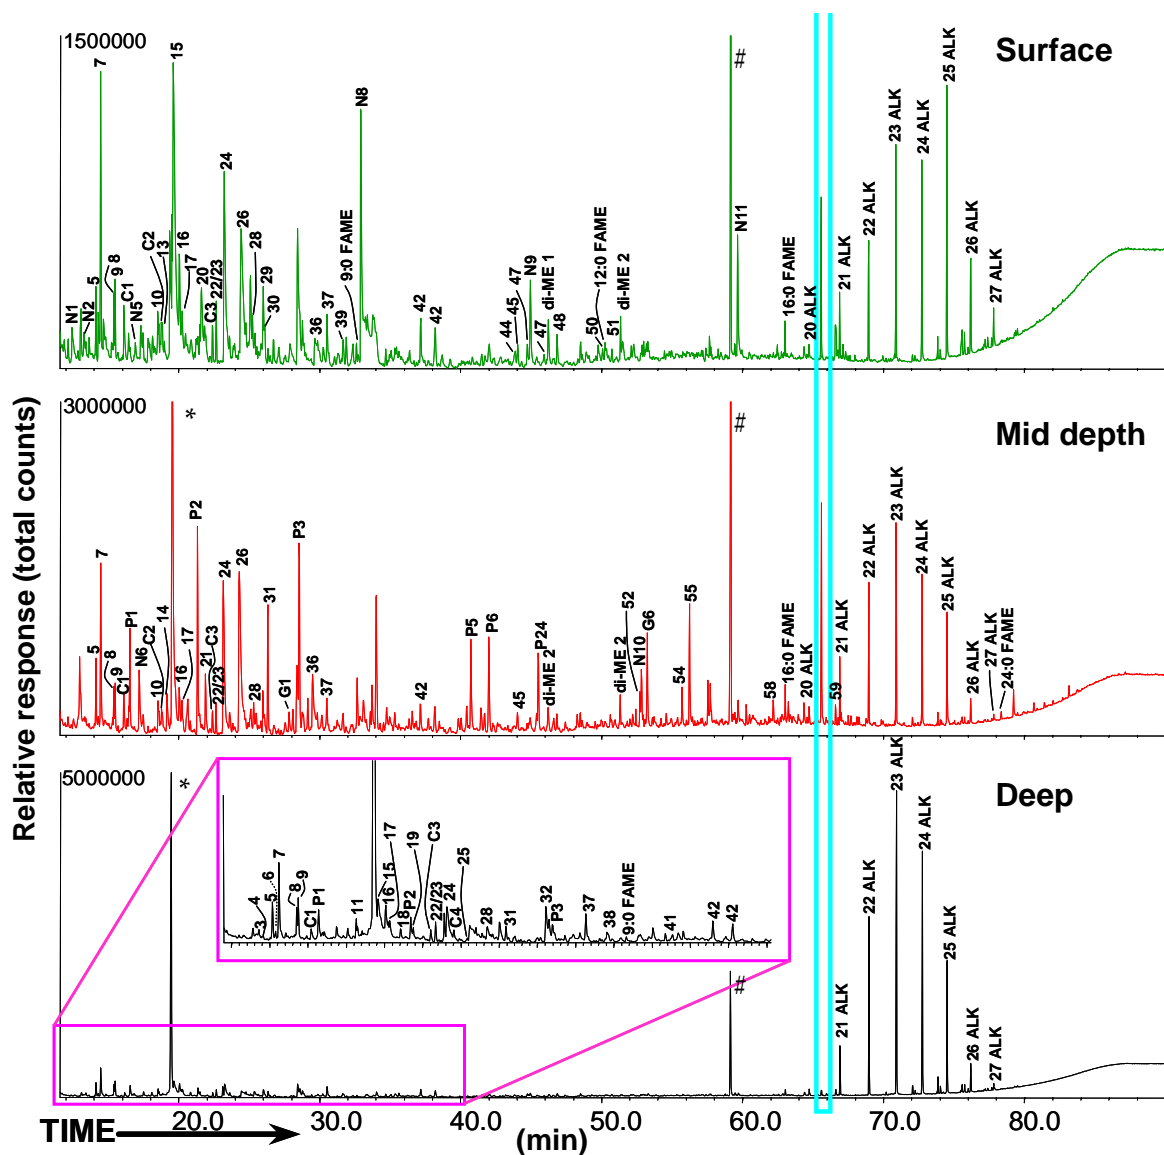 Relative response (total counts)
1500000
Surface
N1
N2
5
7
8
9
C1
N5
C2
10
13
15
16
17
20
C3
22/23
24
26
28
29
30
36
37
39
9:0 FAME
N8
42
42
44
45
47
N9
47
di-ME 1
48
50
12:0 FAME
51
di-ME 2
#
N11
16:0 FAME
20 ALK
21 ALK
22 ALK
23 ALK
24 ALK
25 ALK
26 ALK
27 ALK
3000000
Mid depth
5
7
8
9
C1
P1
N6
C2
10
14
*
16
17
P2
21
C3
22/23
24
26
28
31
G1
P3
36
37
42
P5
P6
45
P24
di-ME 2
di-ME 2
52
N10
G6
54
55
#
58
16:0 FAME
20 ALK
59
21 ALK
22 ALK
23 ALK
24 ALK
25 ALK
26 ALK
27 ALK
24:0 FAME
5000000
Deep
*
3
4
5
6
7
8
9
C1
P1
11
15
16
17
18
P2
19
C3
22/23
24
C4
25
28
31
32
P3
37
38
9:0 FAME
41
42
42
#
21 ALK
22 ALK
23 ALK
24 ALK
25 ALK
26 ALK
27 ALK
20.0
30.0
40.0
50.0
60.0
70.0
80.0
TIME
(min)